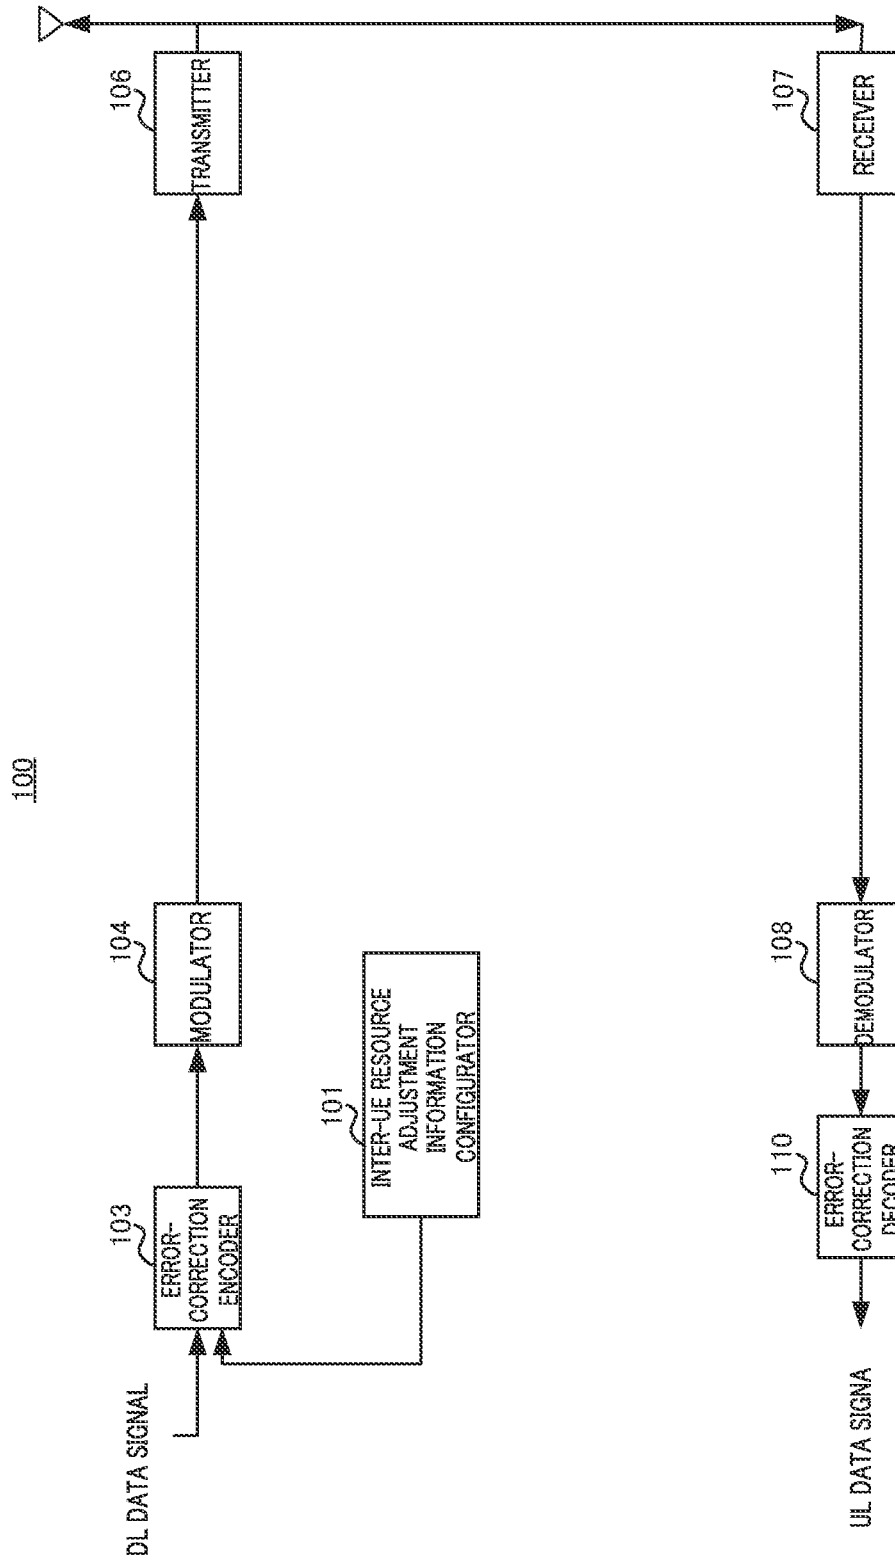 100
DL DATA SIGNAL
103
ERROR-
CORRECTION
ENCODER
104
MODULATOR
106
TRANSMITTER
101
INTER-UE RESOURCE
ADJUSTMENT
INFORMATION
CONFIGURATOR
UL DATA SIGNA
110
ERROR-
CORRECTION
DECODER
108
DEMODULATOR
107
RECEIVER